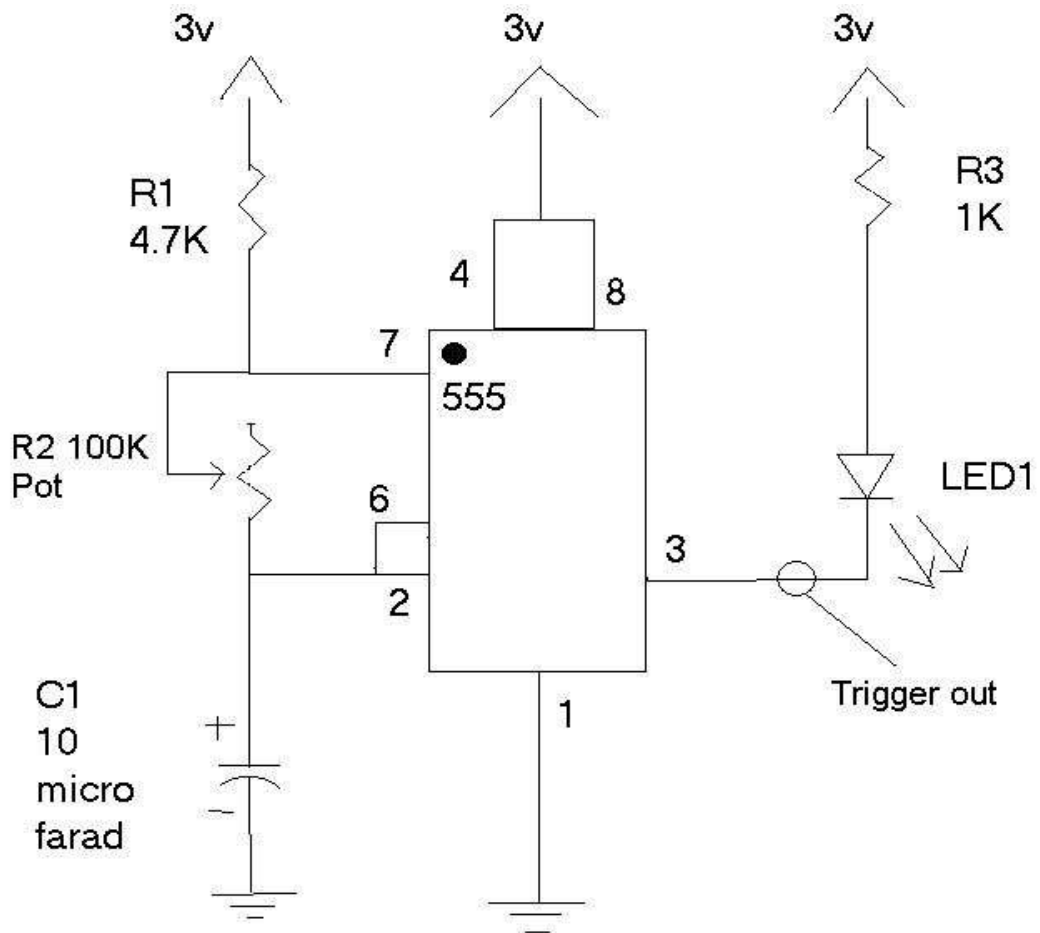 3v
3v
3v
R1
4.7K
R3
1K
4
8
7
555
R2 100K
Pot
6
LED1
3
2
C1
10
micro
farad
+
−
1
Trigger out